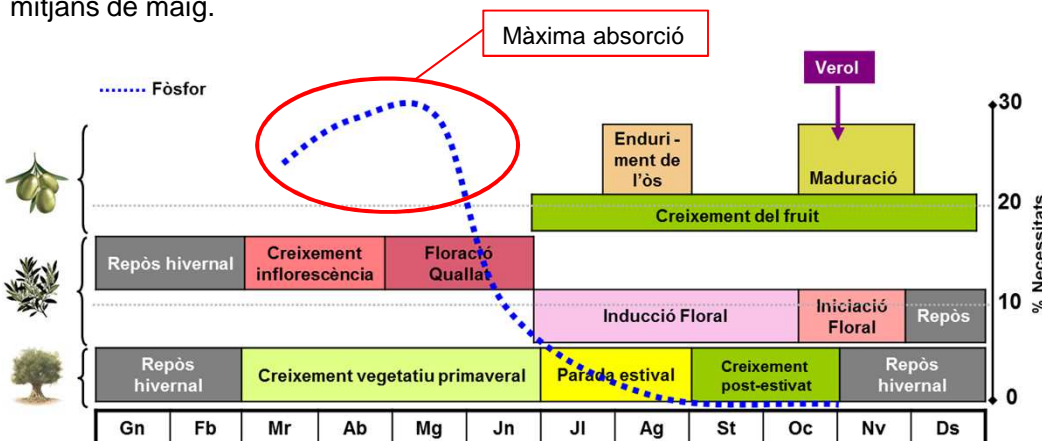 mitjans de maig.
Màxima absorció
Verol
Fòsfor
30
Enduri -
ment de
l'òs
Maduració
20
Creixement del fruit
Repòs hivernal
Creixement
inflorescència
Floració
Quallat
% Necessitats
10
Inducció Floral
Iniciació
Floral
Repòs
Repòs
hivernal
Creixement vegetatiu primaveral
Parada estival
Creixement
post-estivat
Repòs
hivernal
0
Gn Fb Mr Ab Mg Jn Jl Ag St Oc Nv Ds